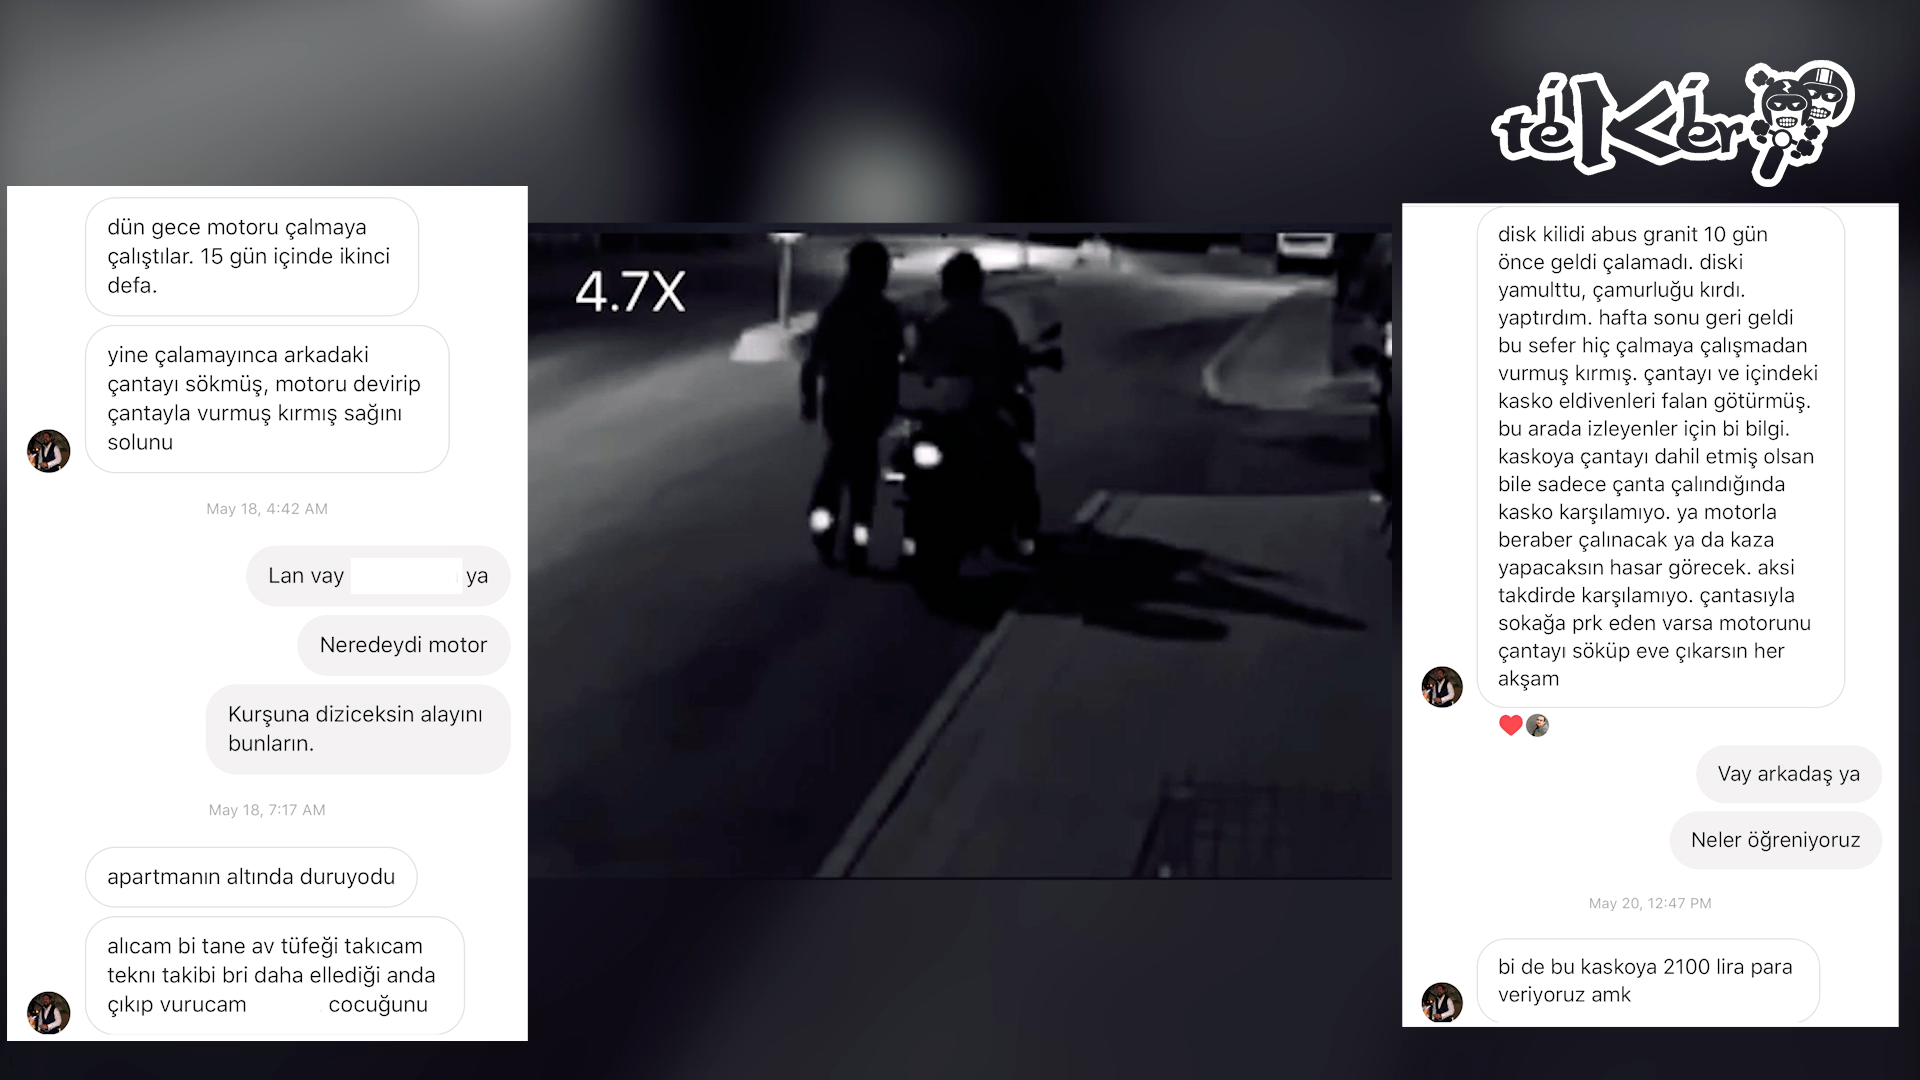 dün gece motoru çalmaya
çalıştılar. 15 gün içinde ikinci
defa.
yine çalamayınca arkadaki
çantayı sökmüş, motoru devirip
çantayla vurmuş kırmış sağını
solunu
May 18, 4:42 AM
Lan vay ya
Neredeydi motor
Kurşuna diziceksin alayını
bunların.
May 18, 7:17 AM
apartmanın altında duruyodu
alıcam bi tane av tüfeği takıcam
teknı takibi bri daha ellediği anda
çıkıp vurucam cocuğunu
4.7X
tekiker
disk kilidi abus granit 10 gün
önce geldi çalamadı. diski
yamulttu, çamurluğu kırdı.
yaptırdım. hafta sonu geri geldi
bu sefer hiç çalmaya çalışmadan
vurmuş kırmış. çantayı ve içindeki
kasko eldivenleri falan götürmüş.
bu arada izleyenler için bi bilgi.
kaskoya çantayı dahil etmiş olsan
bile sadece çanta çalındığında
kasko karşılamıyo. ya motorla
beraber çalınacak ya da kaza
yapacaksın hasar görecek. aksi
takdirde karşılamıyo. çantasıyla
sokağa prk eden varsa motorunu
çantayı söküp eve çıkarsın her
akşam
Vay arkadaş ya
Neler öğreniyoruz
May 20, 12:47 PM
bi de bu kaskoya 2100 lira para
veriyoruz amk